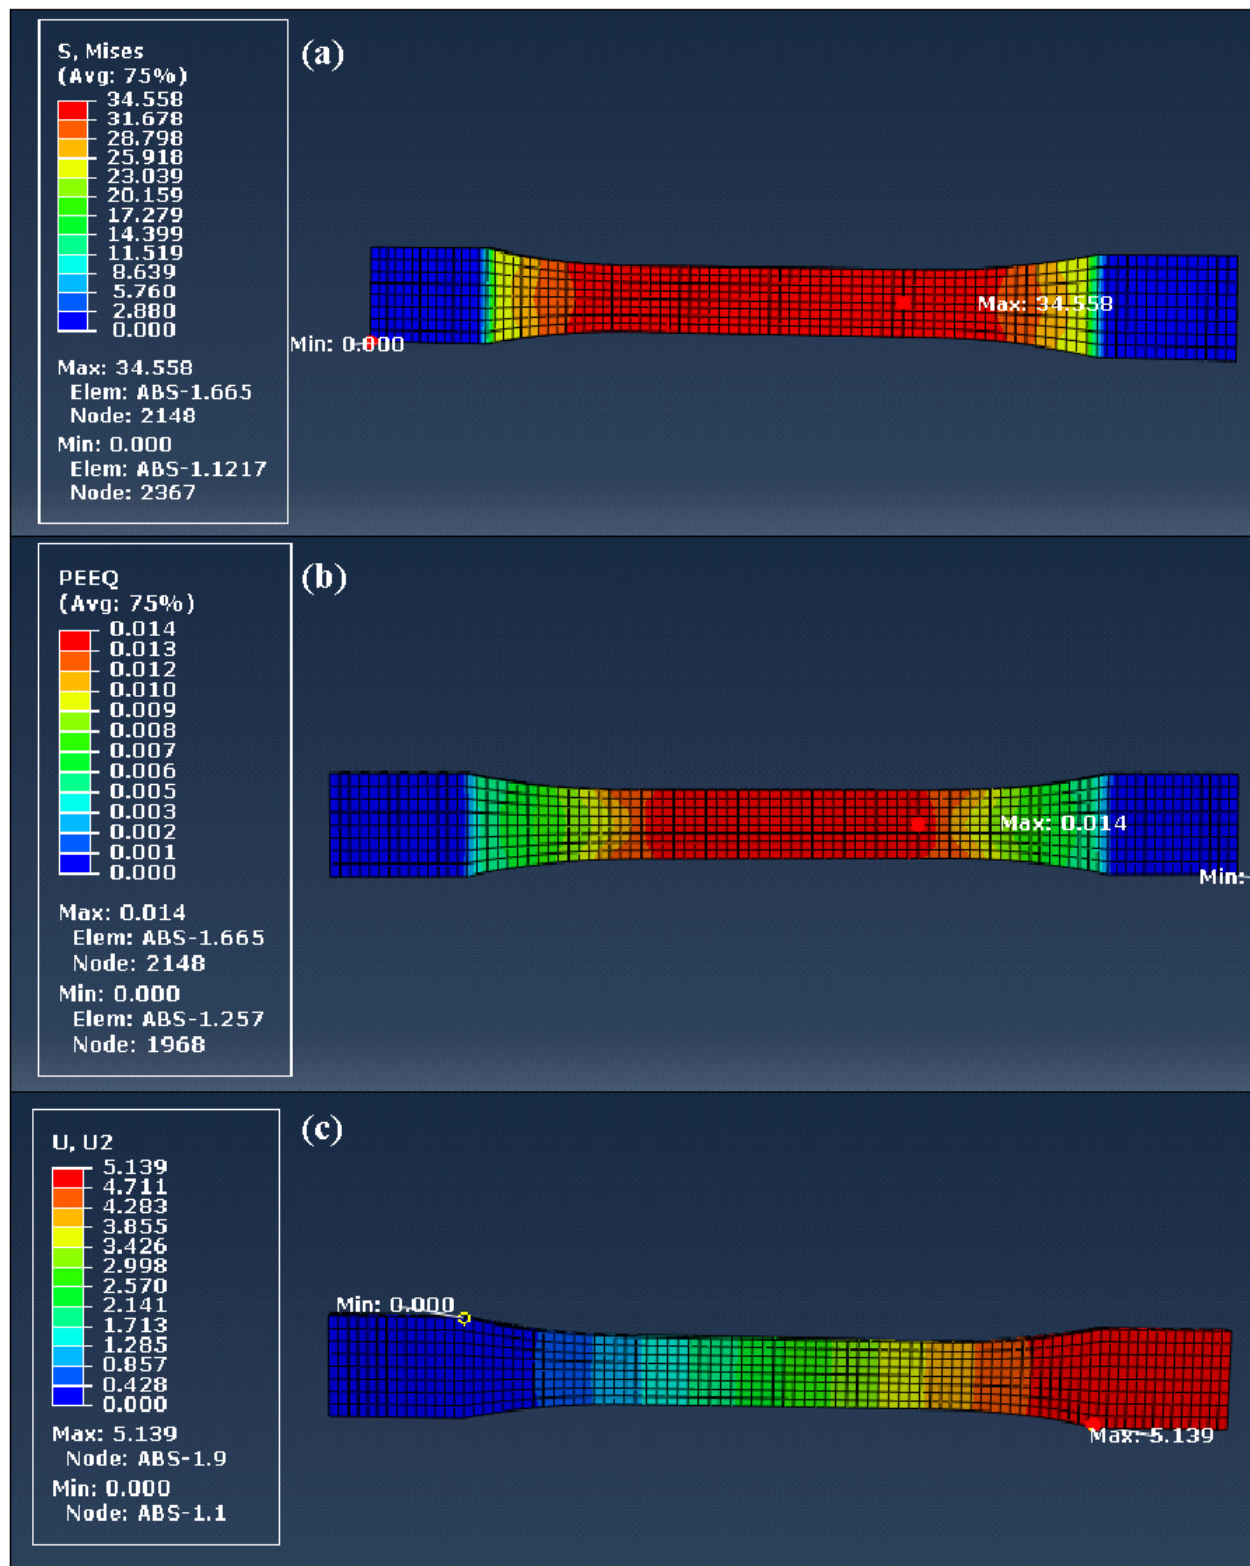 (a)
S, Mises
(Avg: 75%)
34.558
31.678
28.798
25.918
23.039
20.159
17.279
14.399
11.519
8.639
5.760
2.880
0.000
Max: 34.558
Elem: ABS-1.665
Node: 2148
Min: 0.000
Elem: ABS-1.1217
Node: 2367
Max: 34.558
Min: 0.000
(b)
PEEQ
(Avg: 75%)
0.014
0.013
0.012
0.010
0.009
0.008
0.007
0.006
0.005
0.003
0.002
0.001
0.000
Max: 0.014
Elem: ABS-1.665
Node: 2148
Min: 0.000
Elem: ABS-1.257
Node: 1968
Max: 0.014
Min:
(c)
U, U2
5.139
4.711
4.283
3.855
3.426
2.998
2.570
2.141
1.713
1.285
0.857
0.428
0.000
Max: 5.139
Node: ABS-1.9
Min: 0.000
Node: ABS-1.1
Min: 0.000
Max: 5.139